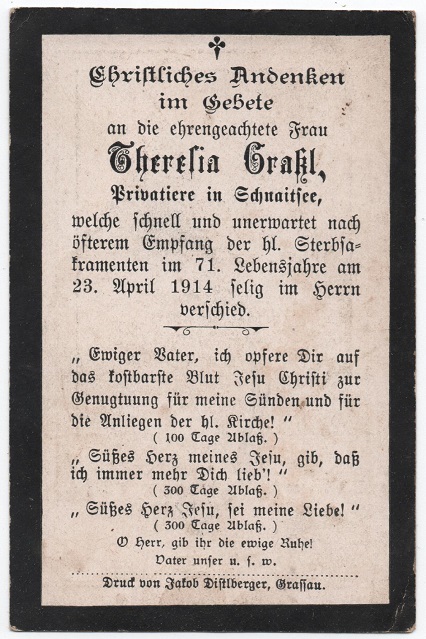 Christliches Andenken
im Gebete
an die ehrengeachtete Frau
Theresia Graßl,
Privatiere in Schnaitsee,
welche schnell und unerwartet nach
öfterem Empfang der hl. Sterbsa-
kramenten im 71. Lebensjahre am
23. April 1914 selig im Herrn
verschied.
„ Ewiger Vater, ich opfere Dir auf
das kostbarste Blut Jesu Christi zur
Genugtuung für meine Sünden und für
die Anliegen der hl. Kirche! “
( 100 Tage Ablaß. )
„ Süßes Herz meines Jesu, gib, daß
ich immer mehr Dich lieb'! “
( 300 Tage Ablaß. )
„ Süßes Herz Jesu, sei meine Liebe! “
( 300 Tage Ablaß. )
O Herr, gib ihr die ewige Ruhe!
Vater unser u. s. w.
Druck von Jakob Distlberger, Grassau.